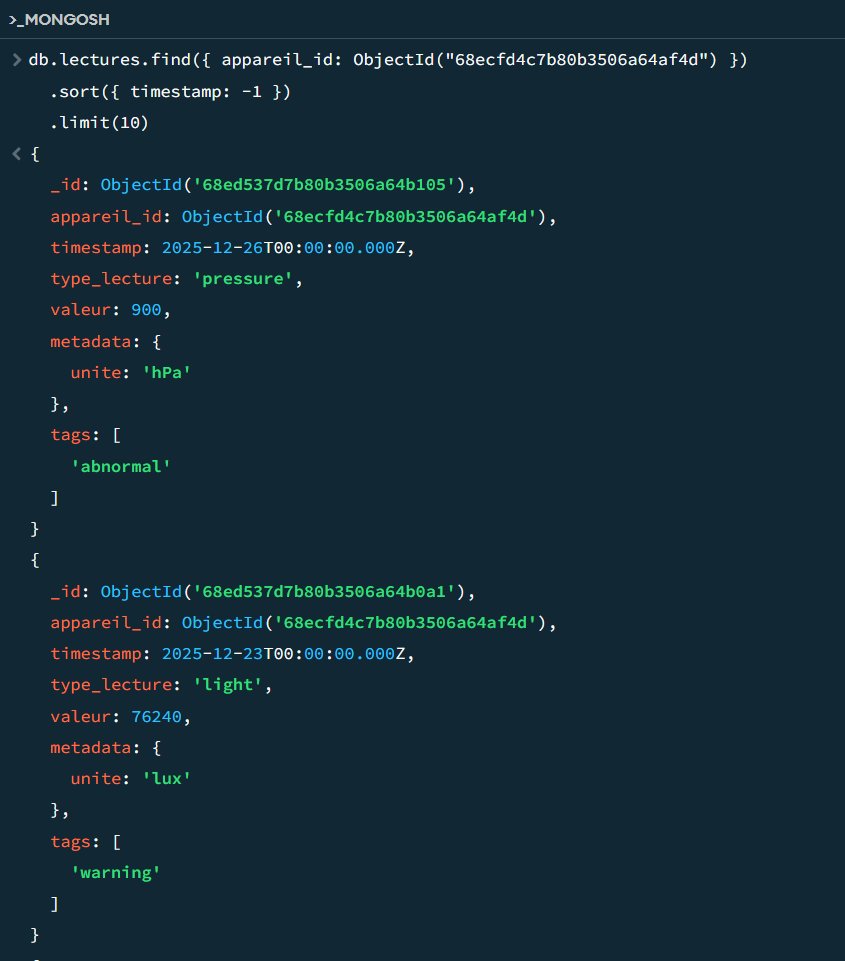 >_MONGOSH
> db.lectures.find({ appareil_id: ObjectId("68ecfd4c7b80b3506a64af4d") })
.sort({ timestamp: -1 })
.limit(10)
< {
_id: ObjectId('68ed537d7b80b3506a64b105'),
appareil_id: ObjectId('68ecfd4c7b80b3506a64af4d'),
timestamp: 2025-12-26T00:00:00.000Z,
type_lecture: 'pressure',
valeur: 900,
metadata: {
unite: 'hPa'
},
tags: [
'abnormal'
]
}
{
_id: ObjectId('68ed537d7b80b3506a64b0a1'),
appareil_id: ObjectId('68ecfd4c7b80b3506a64af4d'),
timestamp: 2025-12-23T00:00:00.000Z,
type_lecture: 'light',
valeur: 76240,
metadata: {
unite: 'lux'
},
tags: [
'warning'
]
}